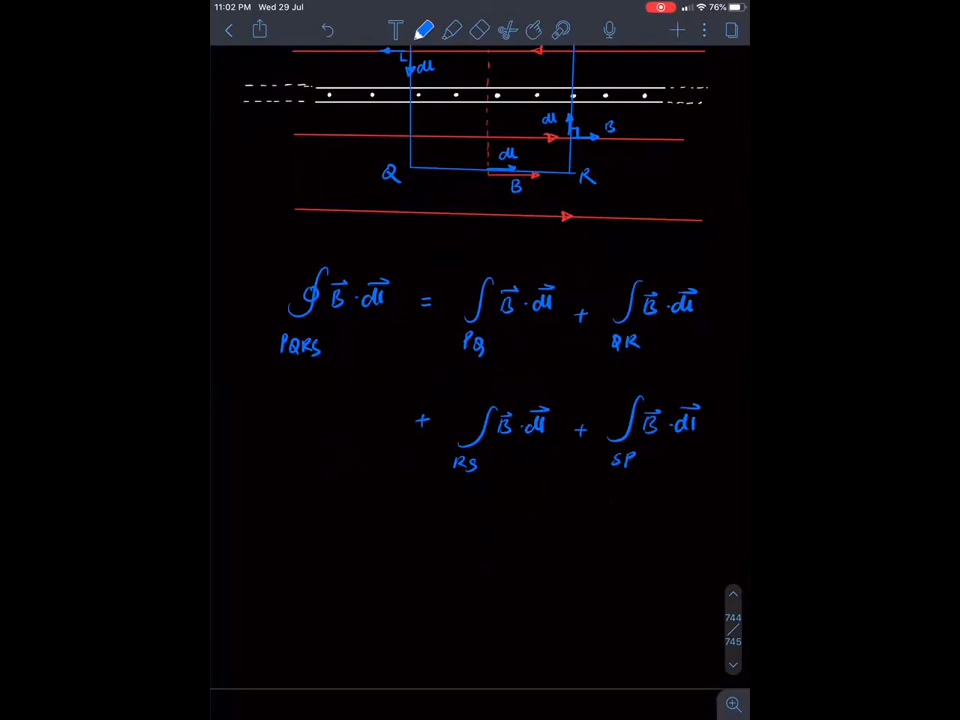 11:02 PM Wed 29 Jul 76%
T
L dl
dl B
Q dl R
B
∮ B⃗ · dl⃗ = ∫ B⃗ · dl⃗ + ∫ B⃗ · dl⃗
PQRS PQ QR
+ ∫ B⃗ · dl⃗ + ∫ B⃗ · dl⃗
RS SP
744
745